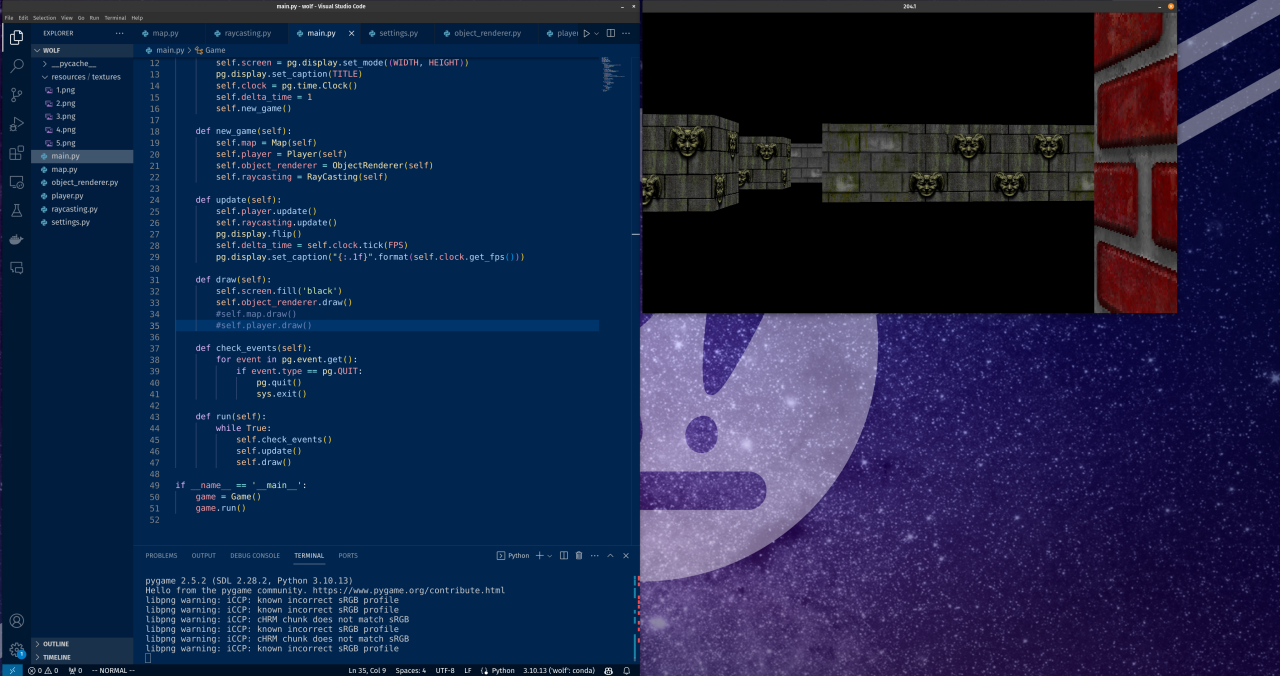 main.py - wolf - Visual Studio Code
File Edit Selection View Go Run Terminal Help
EXPLORER
WOLF
__pycache__
resources / textures
1.png
2.png
3.png
4.png
5.png
main.py
map.py
object_renderer.py
player.py
raycasting.py
settings.py
OUTLINE
TIMELINE
map.py raycasting.py main.py settings.py object_renderer.py player
main.py > Game
12 self.screen = pg.display.set_mode((WIDTH, HEIGHT))
13 pg.display.set_caption(TITLE)
14 self.clock = pg.time.Clock()
15 self.delta_time = 1
16 self.new_game()
17
18 def new_game(self):
19 self.map = Map(self)
20 self.player = Player(self)
21 self.object_renderer = ObjectRenderer(self)
22 self.raycasting = RayCasting(self)
23
24 def update(self):
25 self.player.update()
26 self.raycasting.update()
27 pg.display.flip()
28 self.delta_time = self.clock.tick(FPS)
29 pg.display.set_caption("{:.1f}".format(self.clock.get_fps()))
30
31 def draw(self):
32 self.screen.fill('black')
33 self.object_renderer.draw()
34 #self.map.draw()
35 #self.player.draw()
36
37 def check_events(self):
38 for event in pg.event.get():
39 if event.type == pg.QUIT:
40 pg.quit()
41 sys.exit()
42
43 def run(self):
44 while True:
45 self.check_events()
46 self.update()
47 self.draw()
48
49 if __name__ == '__main__':
50 game = Game()
51 game.run()
52
PROBLEMS OUTPUT DEBUG CONSOLE TERMINAL PORTS
Python
pygame 2.5.2 (SDL 2.28.2, Python 3.10.13)
Hello from the pygame community. https://www.pygame.org/contribute.html
libpng warning: iCCP: known incorrect sRGB profile
libpng warning: iCCP: known incorrect sRGB profile
libpng warning: iCCP: cHRM chunk does not match sRGB
libpng warning: iCCP: known incorrect sRGB profile
libpng warning: iCCP: cHRM chunk does not match sRGB
libpng warning: iCCP: known incorrect sRGB profile
1
0 0 0 -- NORMAL -- Ln 35, Col 9 Spaces: 4 UTF-8 LF Python 3.10.13 ('wolf': conda)
204.1